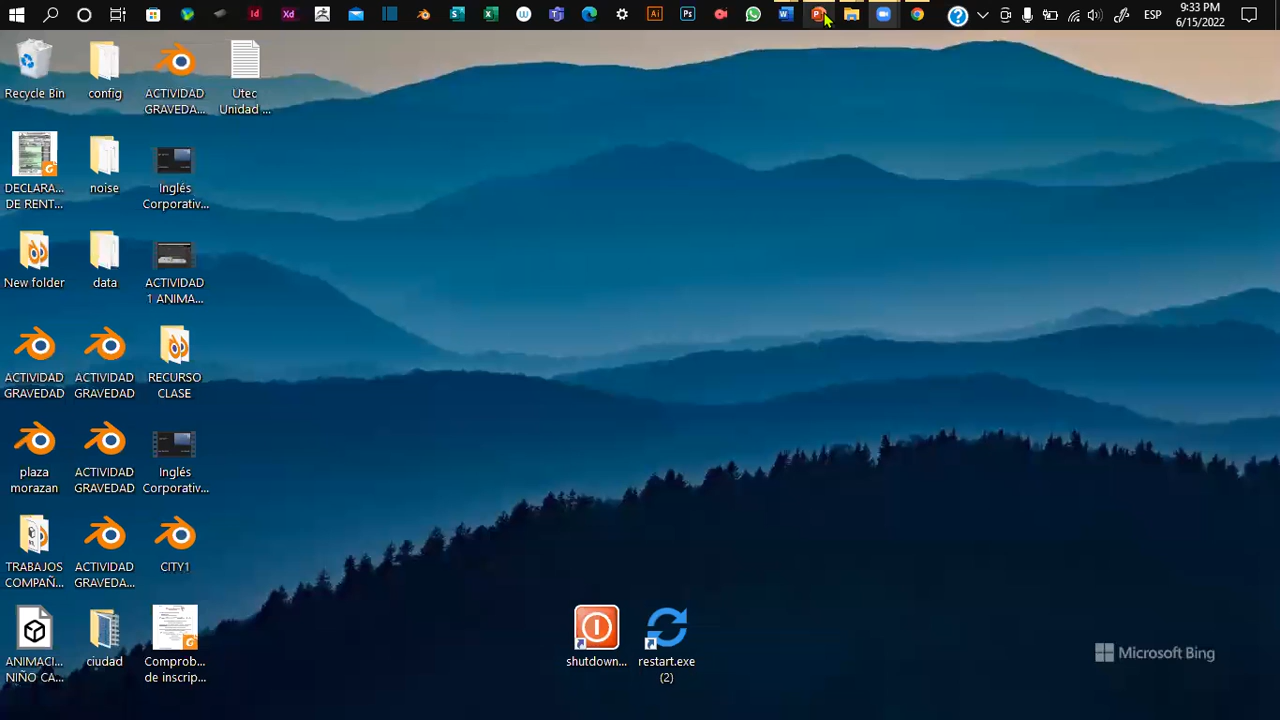 ESP
9:33 PM
6/15/2022
Recycle Bin
config
ACTIVIDAD
GRAVEDA...
Utec
Unidad ...
DECLARA...
DE RENT...
noise
Inglés
Corporativ...
New folder
data
ACTIVIDAD
1 ANIMA...
ACTIVIDAD
GRAVEDAD
ACTIVIDAD
GRAVEDAD
RECURSO
CLASE
plaza
morazan
ACTIVIDAD
GRAVEDAD
Inglés
Corporativ...
TRABAJOS
COMPAÑ...
ACTIVIDAD
GRAVEDA...
CITY1
ANIMACI...
NIÑO CA...
ciudad
Comprob...
de inscrip...
shutdown...
restart.exe
(2)
Microsoft Bing